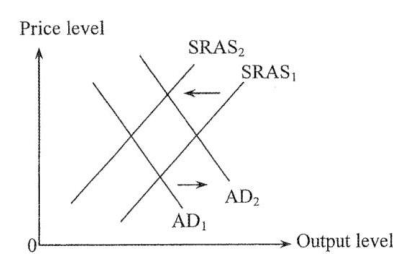 Price level
SRAS₂
SRAS₁
AD₂
AD₁
0
Output level